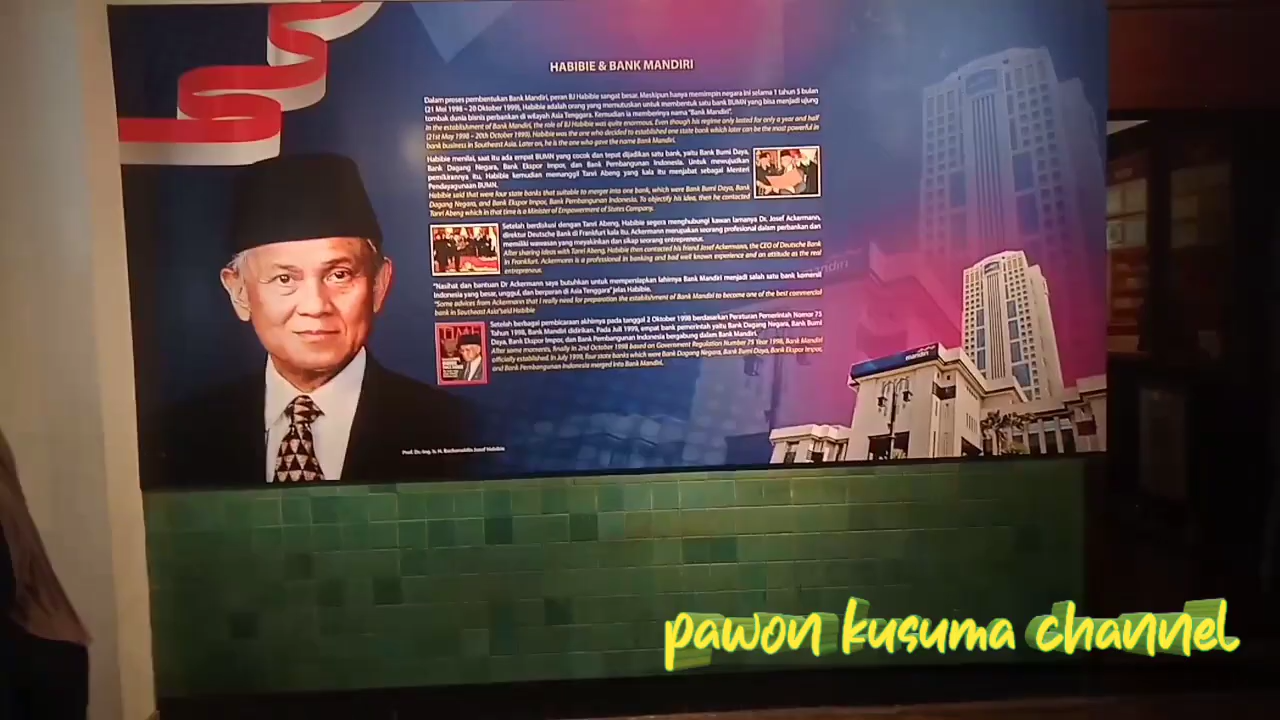 HABIBIE & BANK MANDIRI
Dalam proses pembentukan Bank Mandiri, peran BJ Habibie sangat besar. Meskipun hanya memimpin negara ini selama 1 tahun 5 bulan
(21 Mei 1998 – 20 Oktober 1999), Habibie adalah orang yang memutuskan untuk membentuk satu bank BUMN yang bisa menjadi ujung
tombak dunia bisnis perbankan di wilayah Asia Tenggara. Kemudian ia memberinya nama "Bank Mandiri".
In the establishment of Bank Mandiri, the role of BJ Habibie was quite enormous. Even though his regime only lasted for only a year and half
(21st May 1998 – 20th October 1999). Habibie was the one who decided to established one state bank which later can be the most powerful in
bank business in Southeast Asia. Later on, he is the one who gave the name Bank Mandiri.
Habibie menilai, saat itu ada empat BUMN yang cocok dan tepat dijadikan satu bank, yaitu Bank Bumi Daya,
Bank Dagang Negara, Bank Ekspor Impor, dan Bank Pembangunan Indonesia. Untuk mewujudkan
pemikirannya itu, Habibie kemudian memanggil Tanri Abeng yang kala itu menjabat sebagai Menteri
Pendayagunaan BUMN.
Habibie said that were four state banks that suitable to merger into one bank, which were Bank Bumi Daya, Bank
Dagang Negara, and Bank Ekspor Impor, Bank Pembangunan Indonesia. To objectify his idea, then he contacted
Tanri Abeng which in that time is a Minister of Empowerment of States Company.
Setelah berdiskusi dengan Tanri Abeng, Habibie segera menghubungi kawan lamanya Dr. Josef Ackermann,
direktur Deutsche Bank di Frankfurt kala itu. Ackermann merupakan seorang profesional dalam perbankan dan
memiliki wawasan yang meyakinkan dan sikap seorang entrepreneur.
After sharing ideas with Tanri Abeng, Habibie then contacted his friend Josef Ackermann, the CEO of Deutsche Bank
in Frankfurt. Ackermann is a professional in banking and had well known experience and an attitude as the real
entrepreneur.
"Nasihat dan bantuan Dr Ackermann saya butuhkan untuk mempersiapkan lahirnya Bank Mandiri menjadi salah satu bank komersil
Indonesia yang besar, unggul, dan berperan di Asia Tenggara" jelas Habibie.
"Some advices from Ackermann that I really need for preparation the establishment of Bank Mandiri to become one of the best commercial
bank in Southeast Asia"said Habibie
Setelah berbagai pembicaraan akhirnya pada tanggal 2 Oktober 1998 berdasarkan Peraturan Pemerintah Nomor 75
Tahun 1998, Bank Mandiri didirikan. Pada Juli 1999, empat bank pemerintah yaitu Bank Dagang Negara, Bank Bumi
Daya, Bank Ekspor Impor, dan Bank Pembangunan Indonesia bergabung dalam Bank Mandiri.
After some moments, finally in 2nd October 1998 based on Government Regulation Number 75 Year 1998, Bank Mandiri
officially established. In July 1999, four state banks which were Bank Dagang Negara, Bank Bumi Daya, Bank Ekspor Impor,
and Bank Pembangunan Indonesia merged into Bank Mandiri.
TIME
mandiri
mandiri
Prof. Dr.-Ing. Ir. H. Bacharuddin Jusuf Habibie
pawon kusuma channel